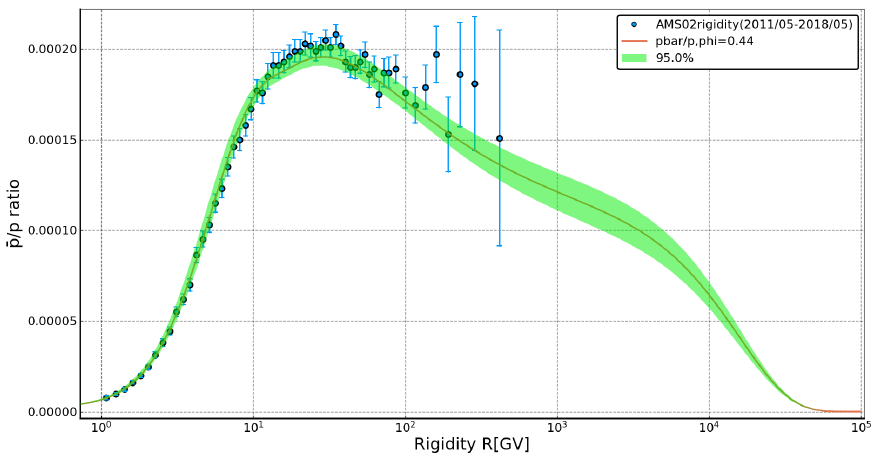 AMS02rigidity(2011/05-2018/05)
pbar/p,phi=0.44
95.0%
p̄/p ratio
0.00020
0.00015
0.00010
0.00005
0.00000
10⁰ 10¹ 10² 10³ 10⁴ 10⁵
Rigidity R[GV]